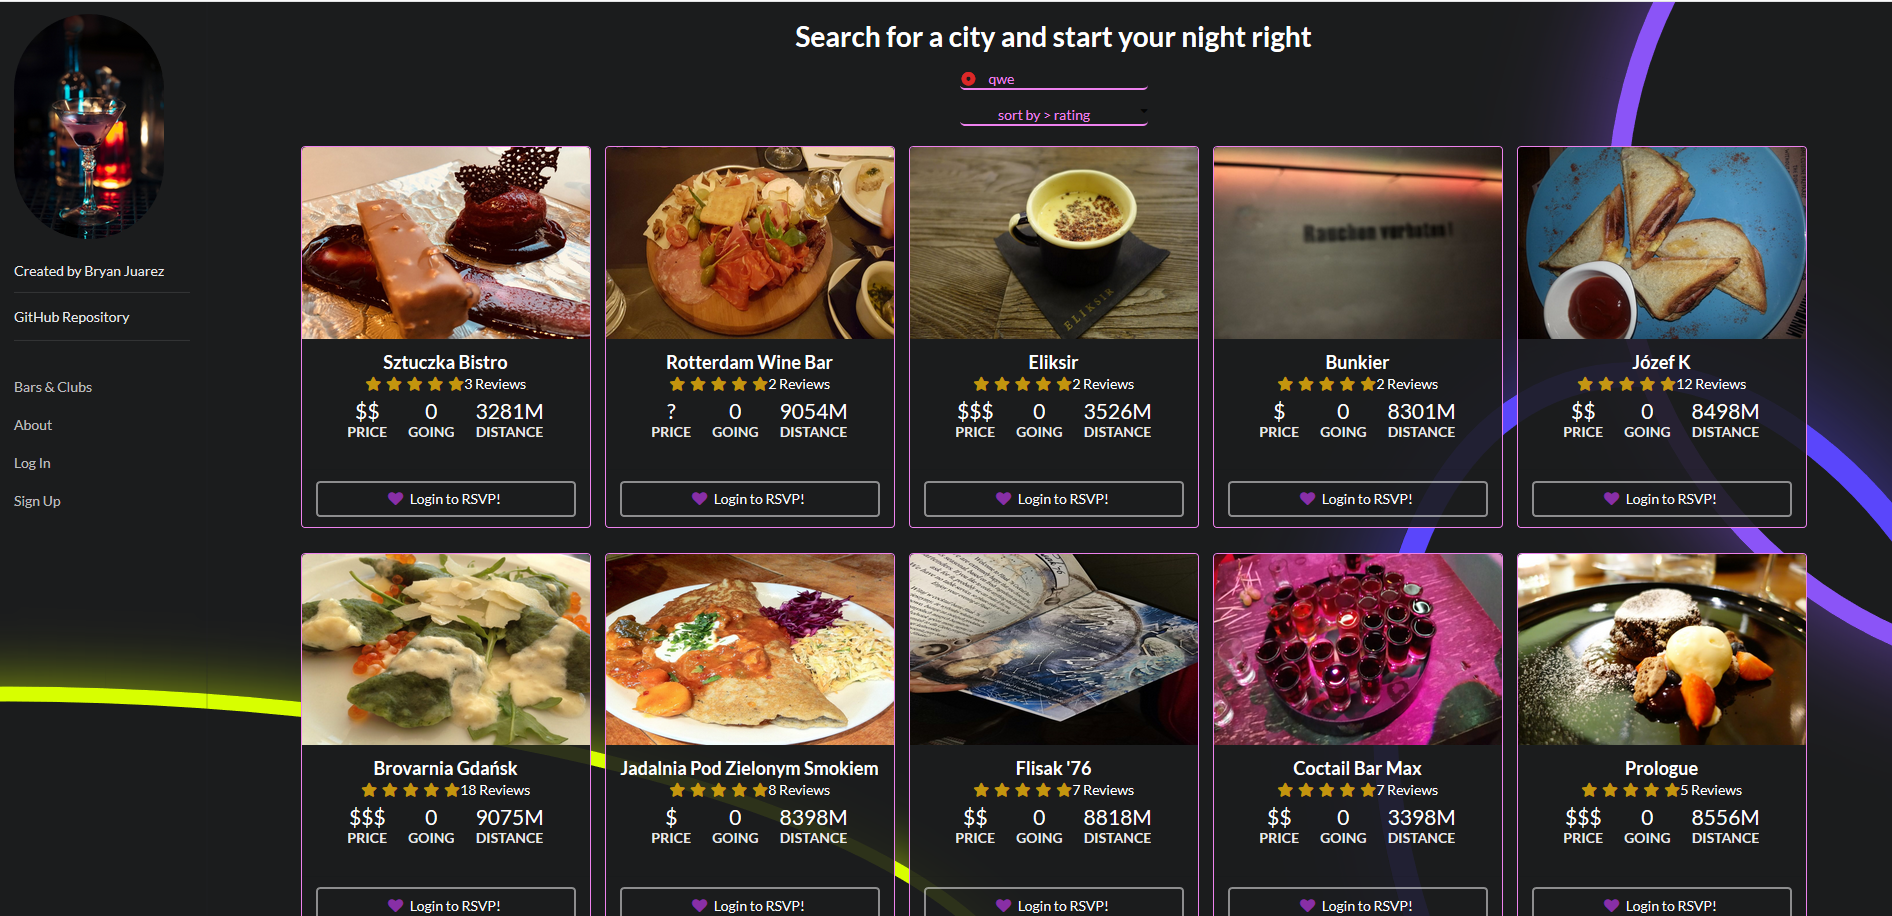 Search for a city and start your night right
qwe
sort by > rating
Created by Bryan Juarez
GitHub Repository
Bars & Clubs
About
Log In
Sign Up
Rauchen verboten!
ELIKSIR
Sztuczka Bistro
3 Reviews
$$ 0 3281M
PRICE GOING DISTANCE
Login to RSVP!
Rotterdam Wine Bar
2 Reviews
? 0 9054M
PRICE GOING DISTANCE
Login to RSVP!
Eliksir
2 Reviews
$$$ 0 3526M
PRICE GOING DISTANCE
Login to RSVP!
Bunkier
2 Reviews
$ 0 8301M
PRICE GOING DISTANCE
Login to RSVP!
Józef K
12 Reviews
$$ 0 8498M
PRICE GOING DISTANCE
Login to RSVP!
Brovarnia Gdańsk
18 Reviews
$$$ 0 9075M
PRICE GOING DISTANCE
Login to RSVP!
Jadalnia Pod Zielonym Smokiem
8 Reviews
$ 0 8398M
PRICE GOING DISTANCE
Login to RSVP!
Flisak '76
7 Reviews
$$ 0 8818M
PRICE GOING DISTANCE
Login to RSVP!
Coctail Bar Max
7 Reviews
$$ 0 3398M
PRICE GOING DISTANCE
Login to RSVP!
Prologue
5 Reviews
$$$ 0 8556M
PRICE GOING DISTANCE
Login to RSVP!